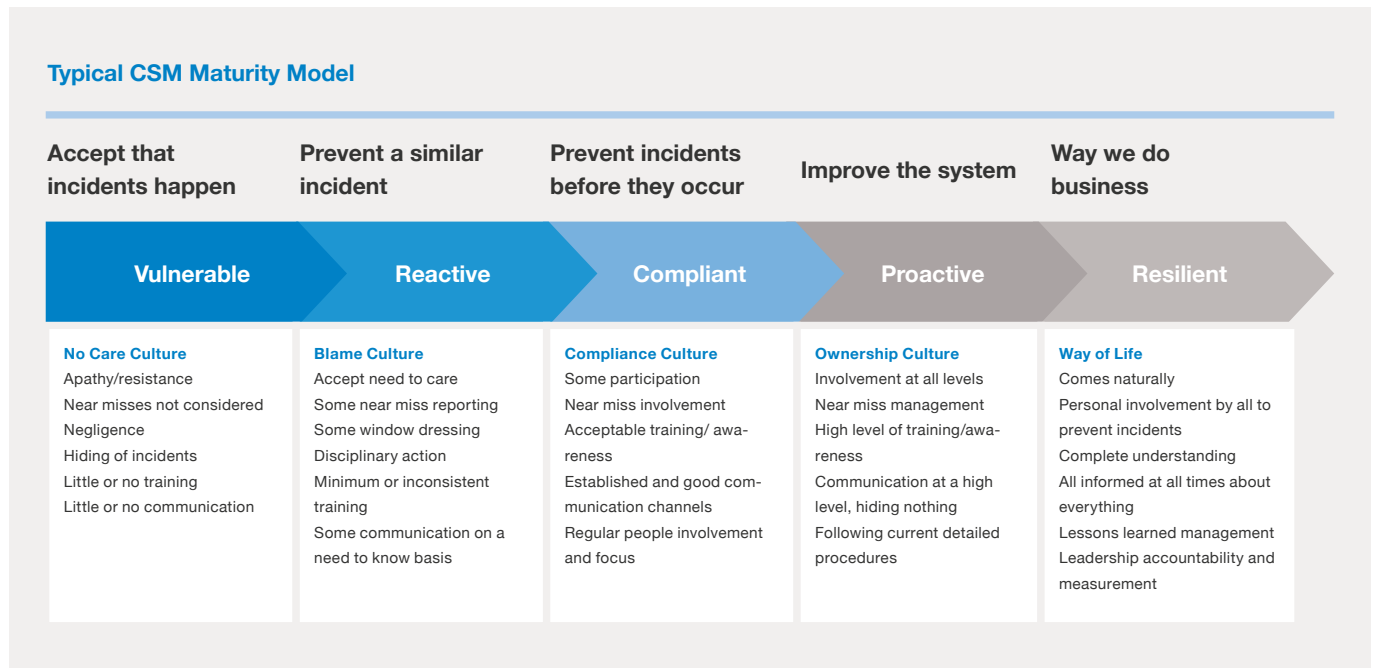 Typical CSM Maturity Model
Accept that
incidents happen
Prevent a similar
incident
Prevent incidents
before they occur
Improve the system
Way we do
business
Vulnerable
Reactive
Compliant
Proactive
Resilient
No Care Culture
Apathy/resistance
Near misses not considered
Negligence
Hiding of incidents
Little or no training
Little or no communication
Blame Culture
Accept need to care
Some near miss reporting
Some window dressing
Disciplinary action
Minimum or inconsistent
training
Some communication on a
need to know basis
Compliance Culture
Some participation
Near miss involvement
Acceptable training/ awa-
reness
Established and good com-
munication channels
Regular people involvement
and focus
Ownership Culture
Involvement at all levels
Near miss management
High level of training/awa-
reness
Communication at a high
level, hiding nothing
Following current detailed
procedures
Way of Life
Comes naturally
Personal involvement by all to
prevent incidents
Complete understanding
All informed at all times about
everything
Lessons learned management
Leadership accountability and
measurement